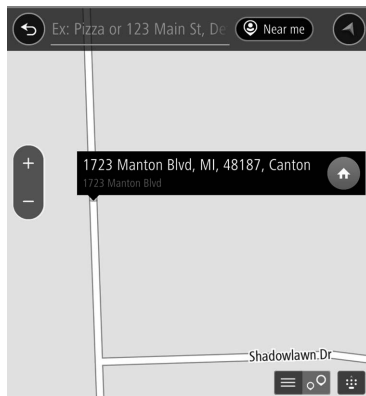 Ex: Pizza or 123 Main St, De
Near me
1723 Manton Blvd, MI, 48187, Canton
1723 Manton Blvd
Shadowlawn Dr